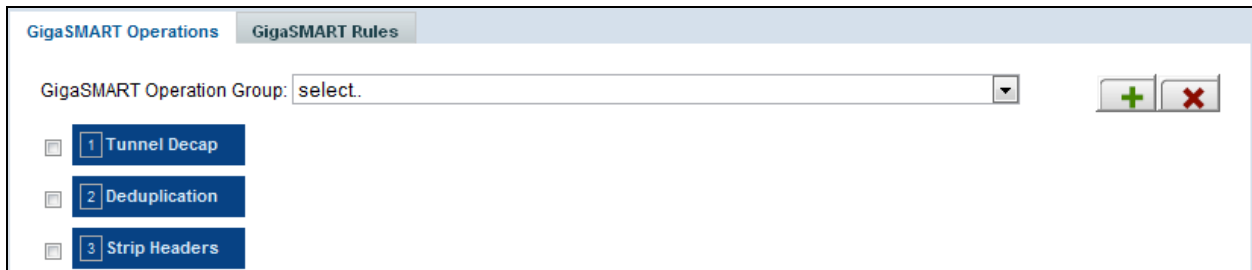 GigaSMART Operations GigaSMART Rules
GigaSMART Operation Group: select..
1 Tunnel Decap
2 Deduplication
3 Strip Headers